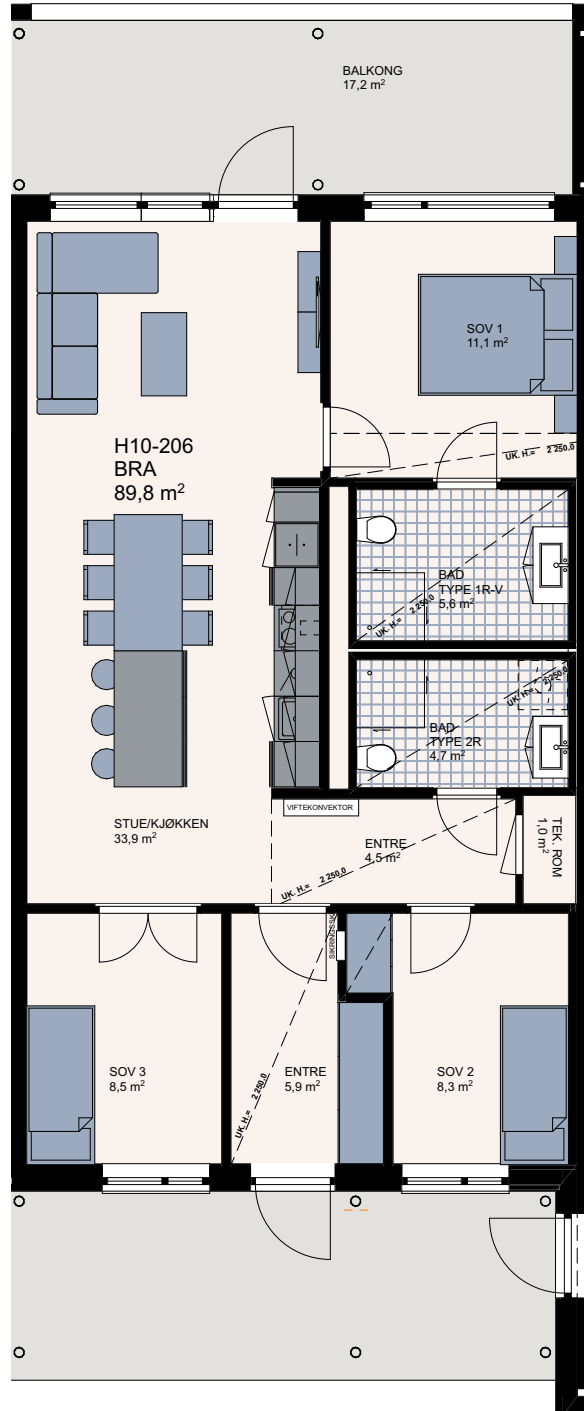 BALKONG
17,2 m²
SOV 1
11,1 m²
UK. H.= 2 250,0
H10-206
BRA
89,8 m²
BAD
TYPE 1R-V
5,6 m²
UK. H.= 2 250,0
UK. H.= 2 250,0
BAD
TYPE 2R
4,7 m²
VIFTEKONVEKTOR
STUE/KJØKKEN
33,9 m²
ENTRE
4,5 m²
TEK. ROM
1,0 m²
UK. H.= 2 250,0
SIKRINGSSK
SOV 3
8,5 m²
ENTRE
5,9 m²
SOV 2
8,3 m²
UK. H.= 2 250,0